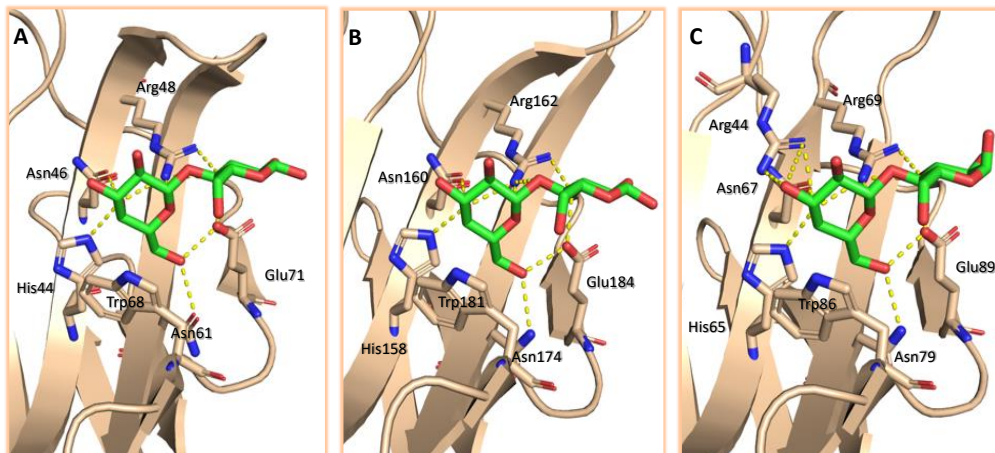 A
Arg48
Asn46
His44
Trp68
Asn61
Glu71
B
Arg162
Asn160
Trp181
Glu184
His158
Asn174
C
Arg44
Arg69
Asn67
Glu89
Trp86
His65
Asn79